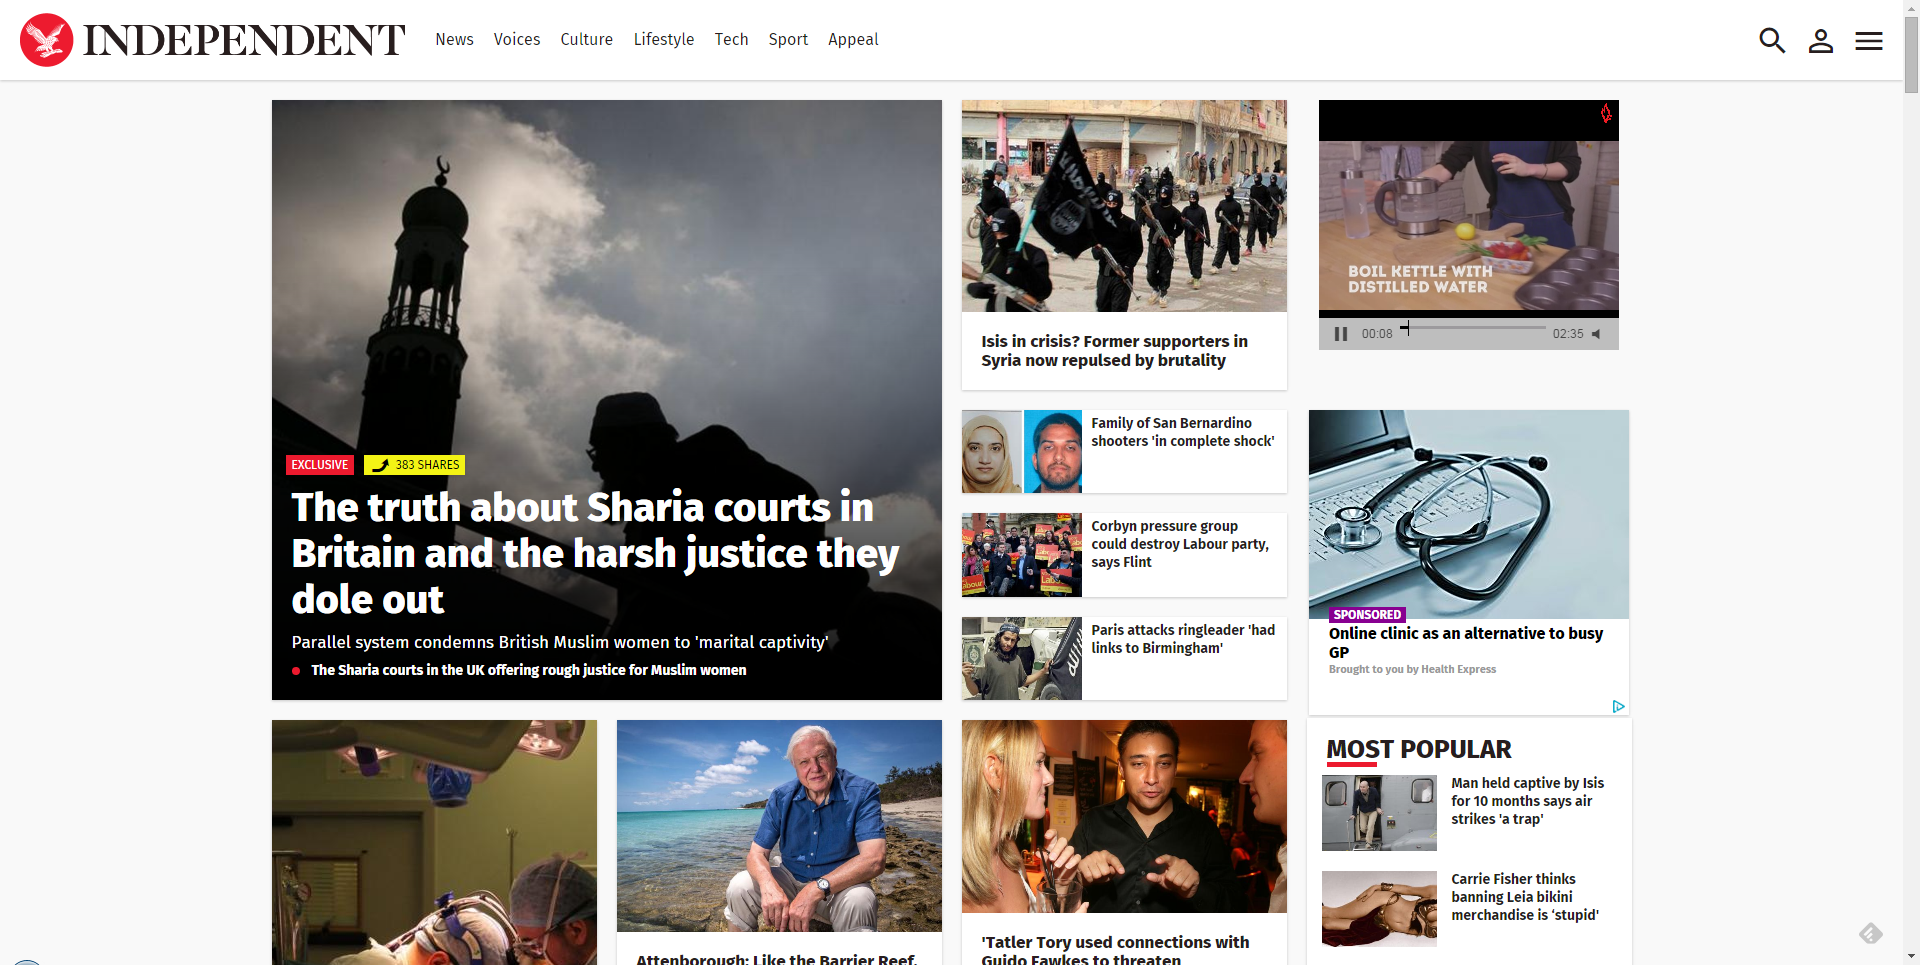 INDEPENDENT
News Voices Culture Lifestyle Tech Sport Appeal
EXCLUSIVE
383 SHARES
The truth about Sharia courts in
Britain and the harsh justice they
dole out
Parallel system condemns British Muslim women to 'marital captivity'
The Sharia courts in the UK offering rough justice for Muslim women
Isis in crisis? Former supporters in
Syria now repulsed by brutality
Family of San Bernardino
shooters 'in complete shock'
Corbyn pressure group
could destroy Labour party,
says Flint
Paris attacks ringleader 'had
links to Birmingham'
BOIL KETTLE WITH
DISTILLED WATER
00:08
02:35
SPONSORED
Online clinic as an alternative to busy
GP
Brought to you by Health Express
MOST POPULAR
Man held captive by Isis
for 10 months says air
strikes 'a trap'
Carrie Fisher thinks
banning Leia bikini
merchandise is ‘stupid'
Attenborough: Like the Barrier Reef,
'Tatler Tory used connections with
Guido Fawkes to threaten